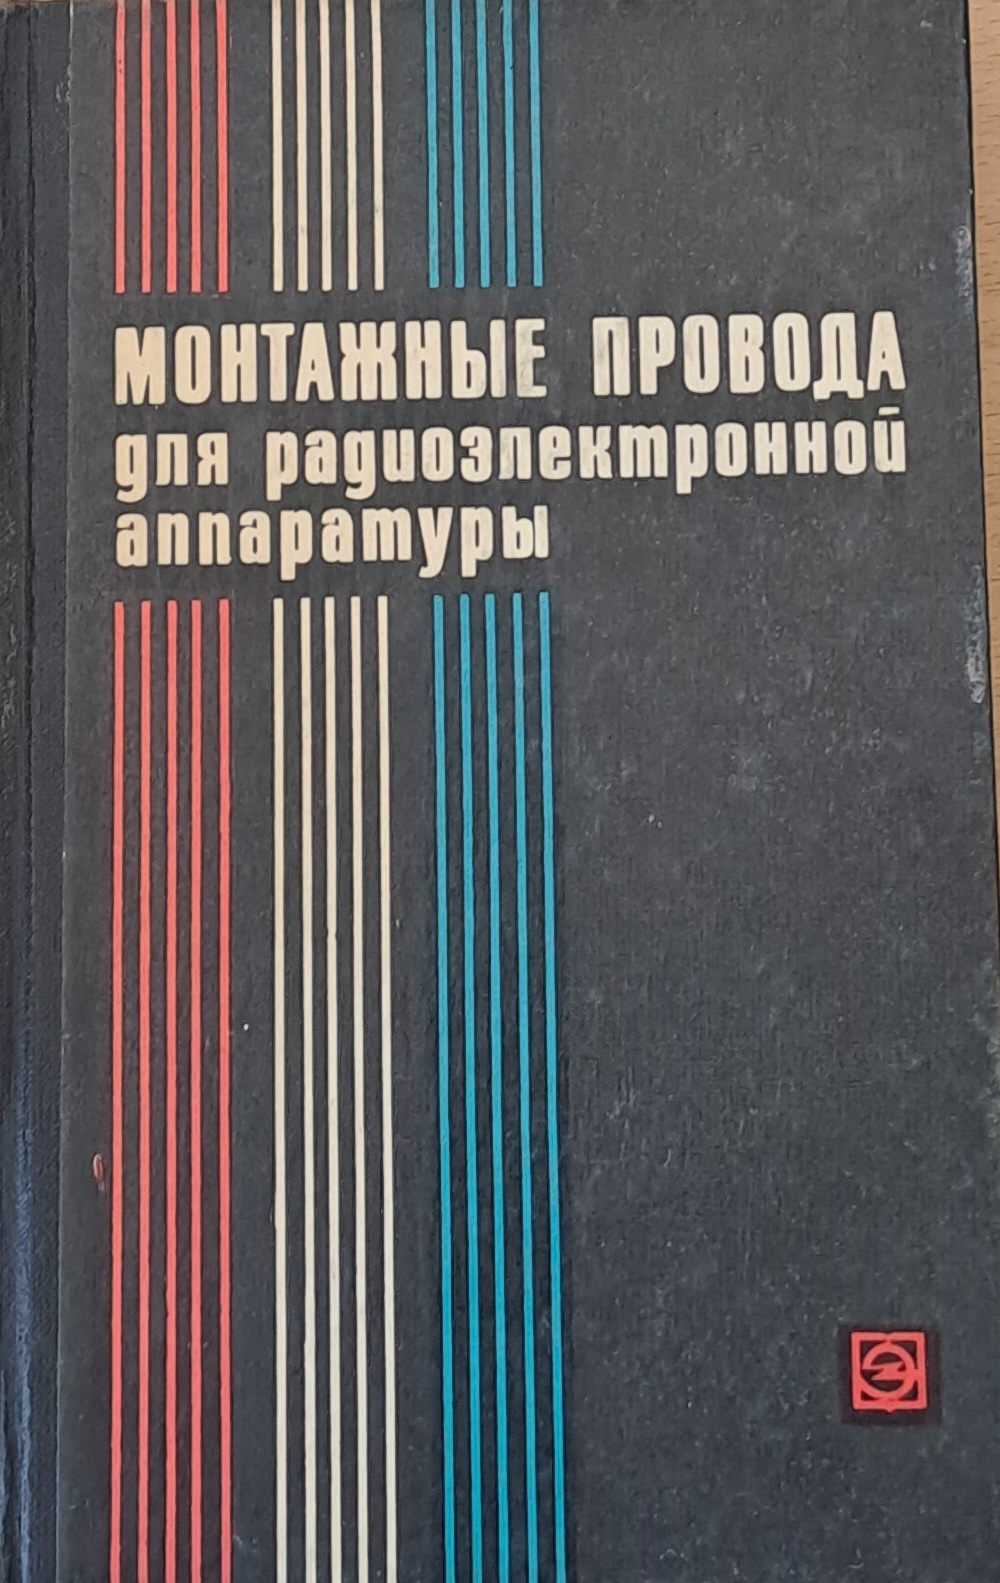 МОНТАЖНЫЕ ПРОВОДА
для радиоэлектронной
аппаратуры